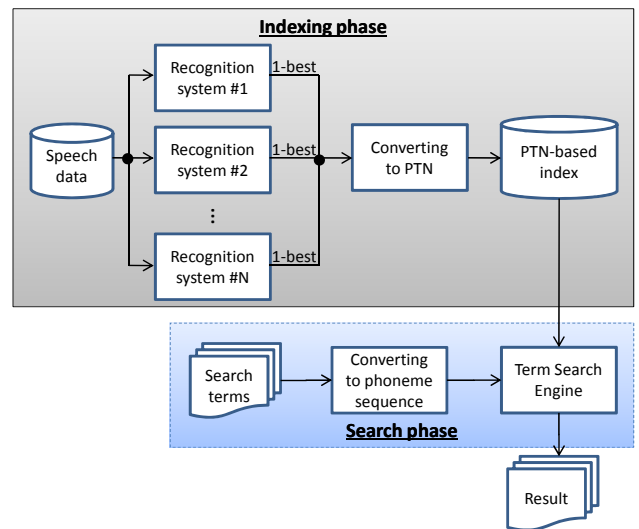 Indexing phase
1-best
Recognition
system #1
Speech
data
1-best
Recognition
system #2
...
1-best
Recognition
system #N
Converting
to PTN
PTN-based
index
Search
terms
Converting
to phoneme
sequence
Term Search
Engine
Search phase
Result